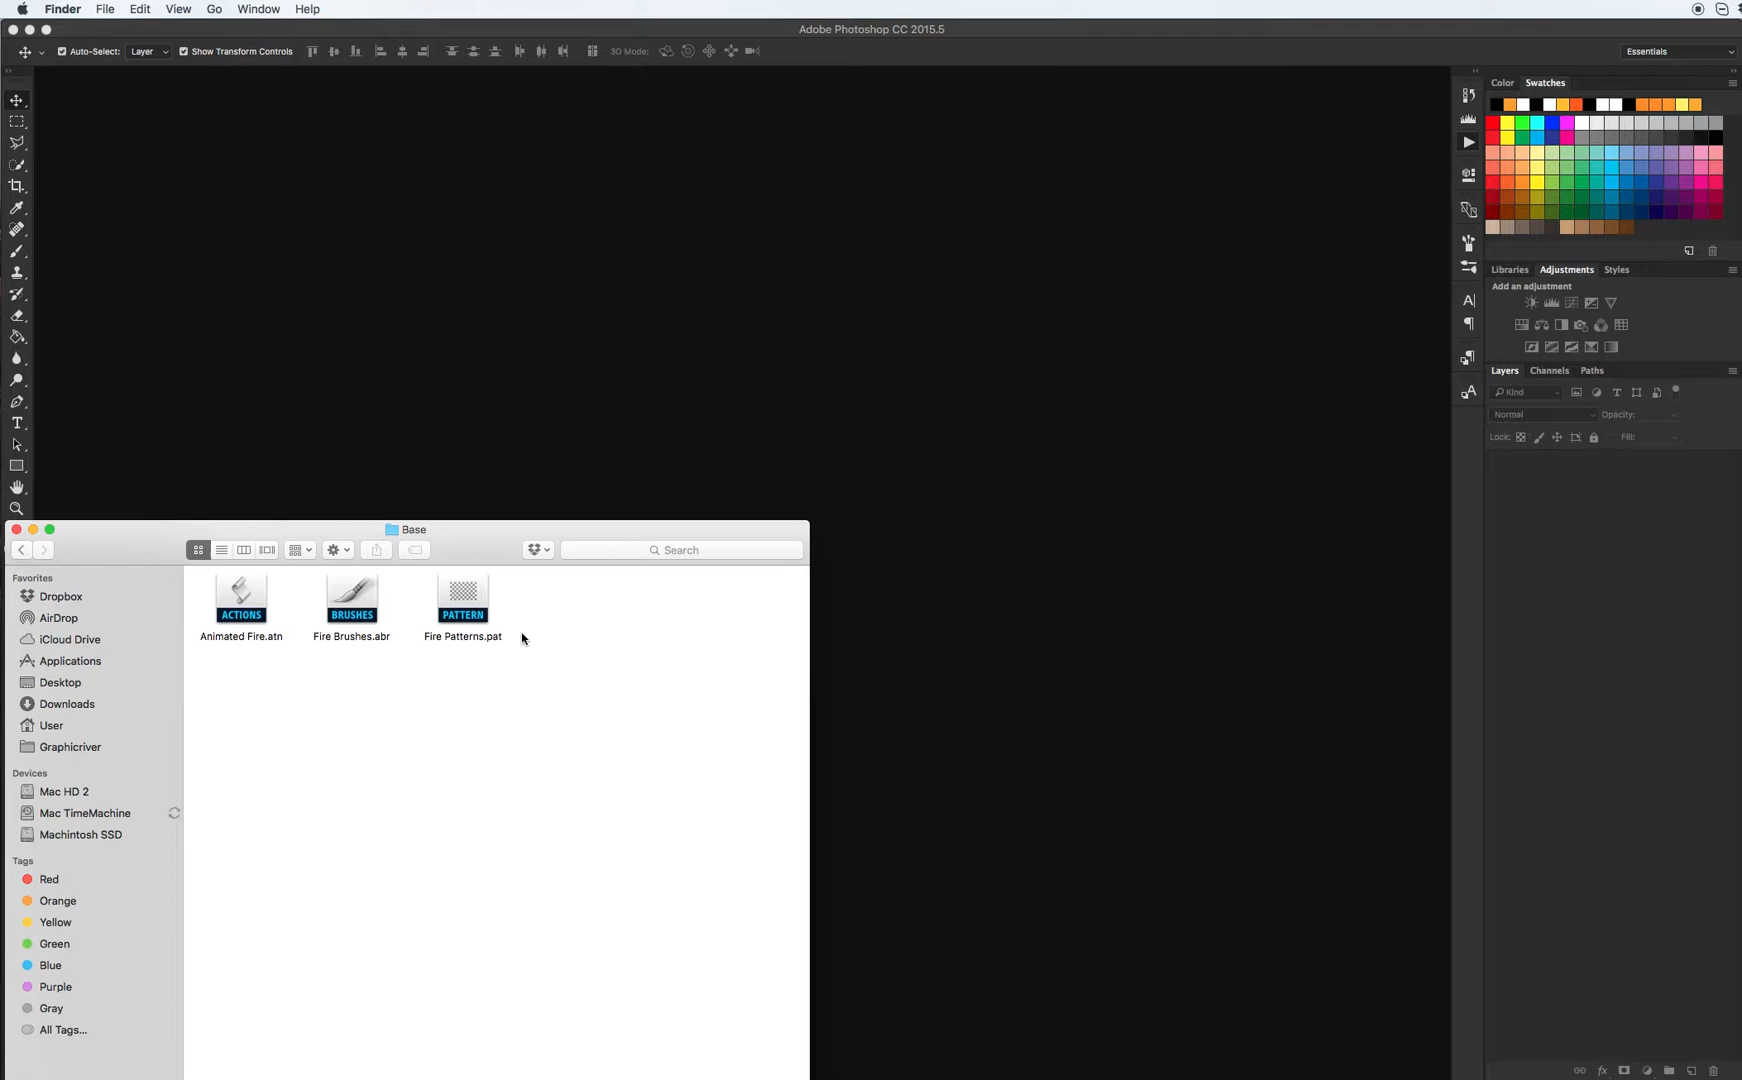 Finder File Edit View Go Window Help
Adobe Photoshop CC 2015.5
Auto-Select: Layer Show Transform Controls 3D Mode: Essentials
Color Swatches
Libraries Adjustments Styles
Add an adjustment
Layers Channels Paths
Kind
Normal Opacity:
Lock: Fill:
Base
Search
Favorites
Dropbox
AirDrop
iCloud Drive
Applications
Desktop
Downloads
User
Graphicriver
Devices
Mac HD 2
Mac TimeMachine
Machintosh SSD
Tags
Red
Orange
Yellow
Green
Blue
Purple
Gray
All Tags...
ACTIONS BRUSHES PATTERN
Animated Fire.atn Fire Brushes.abr Fire Patterns.pat